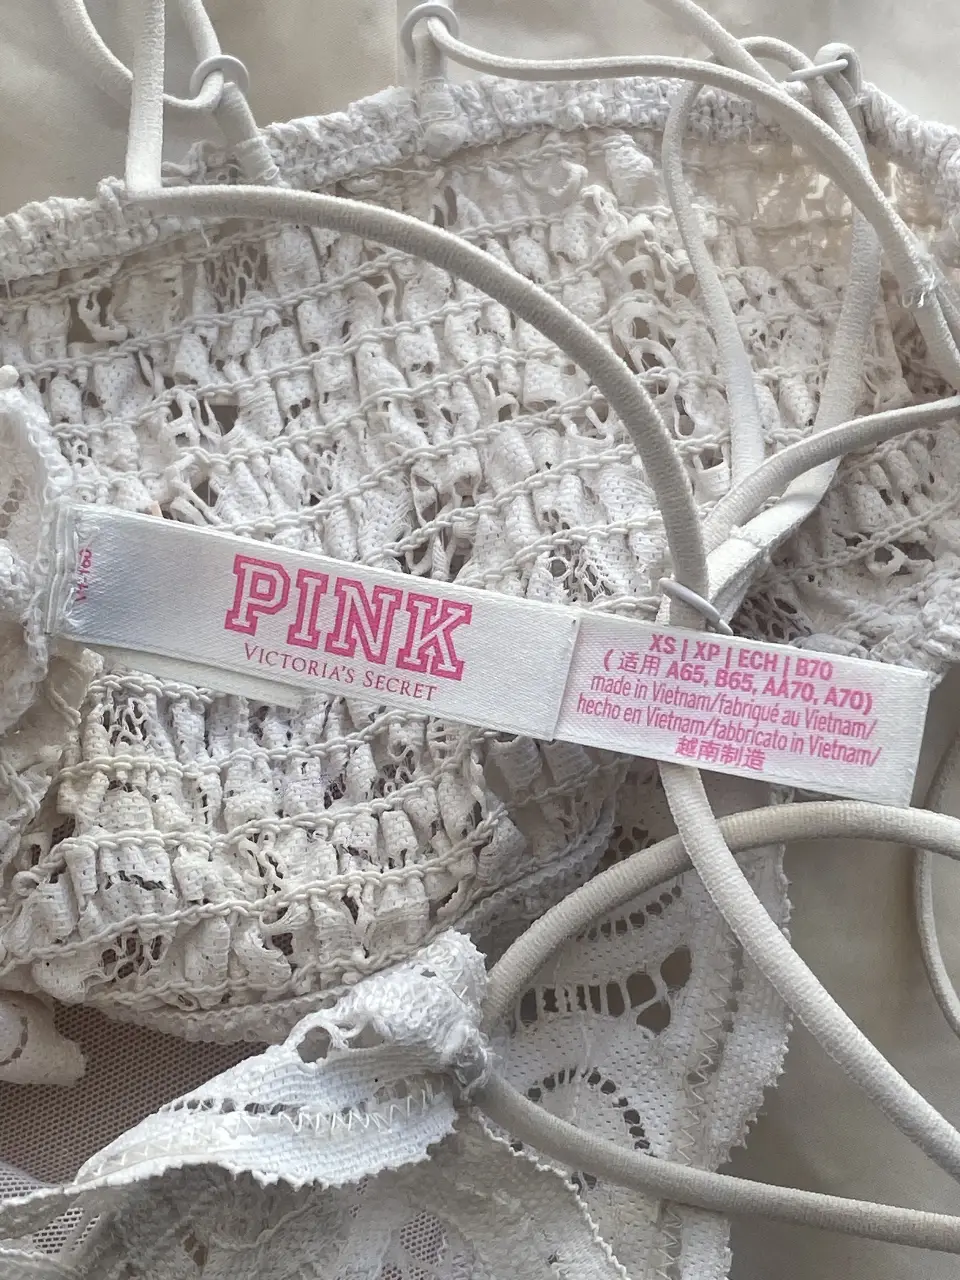 PINK
VICTORIA'S SECRET
XS | XP | ECH | B70
( 适用 A65, B65, AA70, A70)
made in Vietnam/fabriqué au Vietnam/
hecho en Vietnam/fabbricato in Vietnam/
越南制造